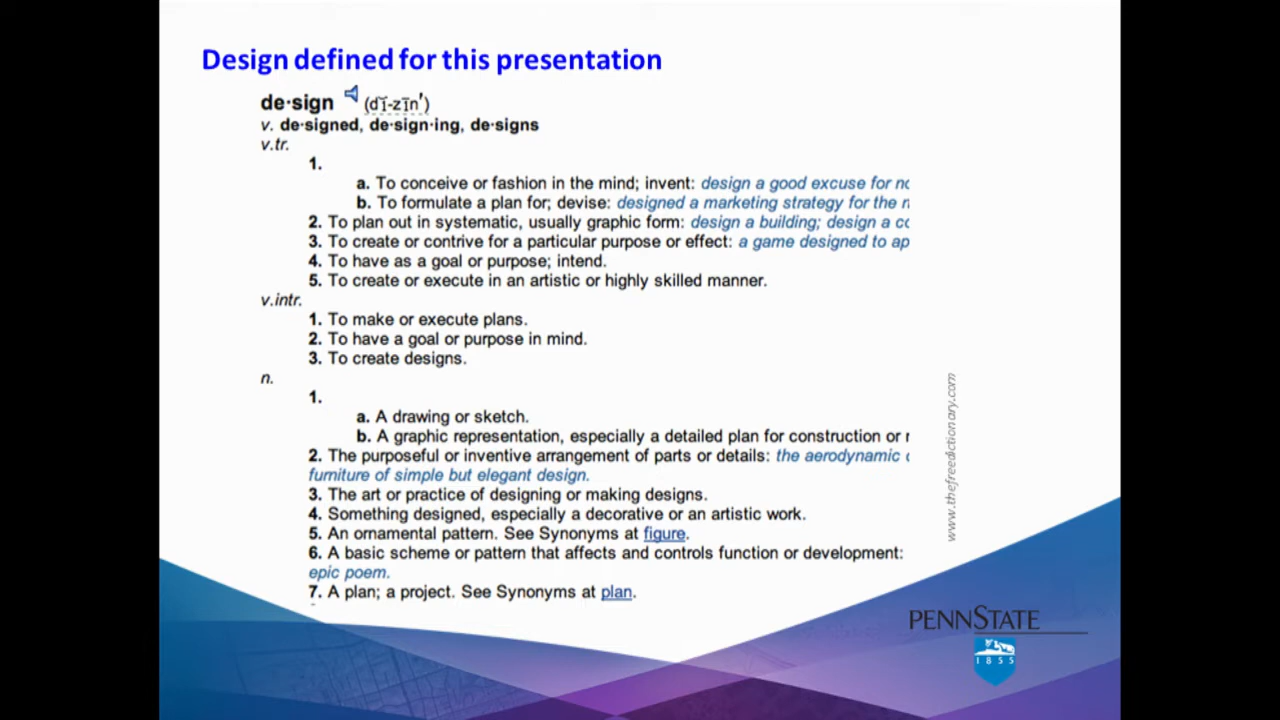 Design defined for this presentation
de·sign (dĭ-zīn′)
v. de·signed, de·sign·ing, de·signs
v.tr.
1.
a. To conceive or fashion in the mind; invent: design a good excuse for
b. To formulate a plan for; devise: designed a marketing strategy for the
2. To plan out in systematic, usually graphic form: design a building; design a
3. To create or contrive for a particular purpose or effect: a game designed to
4. To have as a goal or purpose; intend.
5. To create or execute in an artistic or highly skilled manner.
v.intr.
1. To make or execute plans.
2. To have a goal or purpose in mind.
3. To create designs.
n.
1.
a. A drawing or sketch.
b. A graphic representation, especially a detailed plan for construction or
2. The purposeful or inventive arrangement of parts or details: the aerodynamic
furniture of simple but elegant design.
3. The art or practice of designing or making designs.
4. Something designed, especially a decorative or an artistic work.
5. An ornamental pattern. See Synonyms at figure.
6. A basic scheme or pattern that affects and controls function or development:
epic poem.
7. A plan; a project. See Synonyms at plan.
www.thefreedictionary.com
PENNSTATE
1855